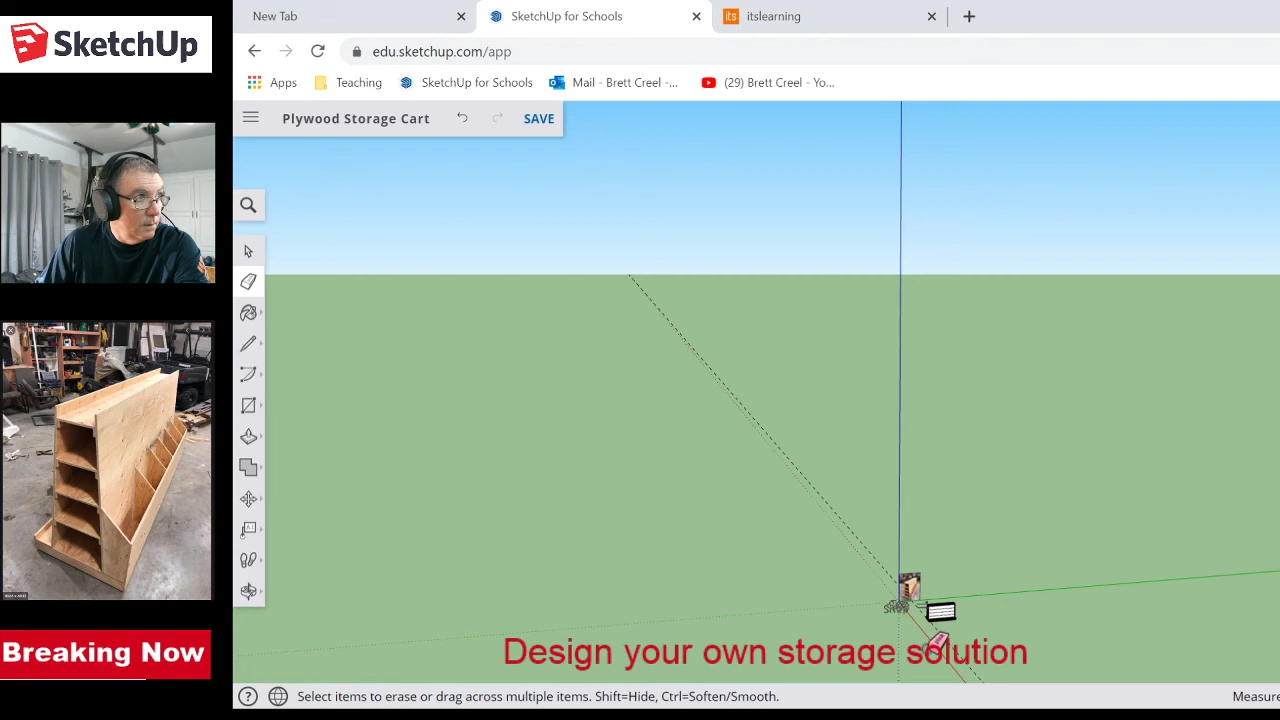 SketchUp
New Tab
SketchUp for Schools
its itslearning
edu.sketchup.com/app
Apps
Teaching
SketchUp for Schools
Mail - Brett Creel -...
(29) Brett Creel - Yo...
Plywood Storage Cart
SAVE
Breaking Now
Design your own storage solution
Select items to erase or drag across multiple items. Shift=Hide, Ctrl=Soften/Smooth.
Measure